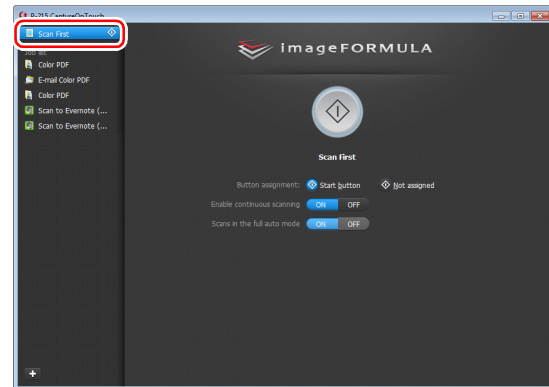 P-215 CaptureOnTouch
Scan First
Job list
Color PDF
E-mail Color PDF
Color PDF
Scan to Evernote (...
Scan to Evernote (...
imageFORMULA
Scan First
Button assignment: Start button Not assigned
Enable continuous scanning ON OFF
Scans in the full auto mode ON OFF